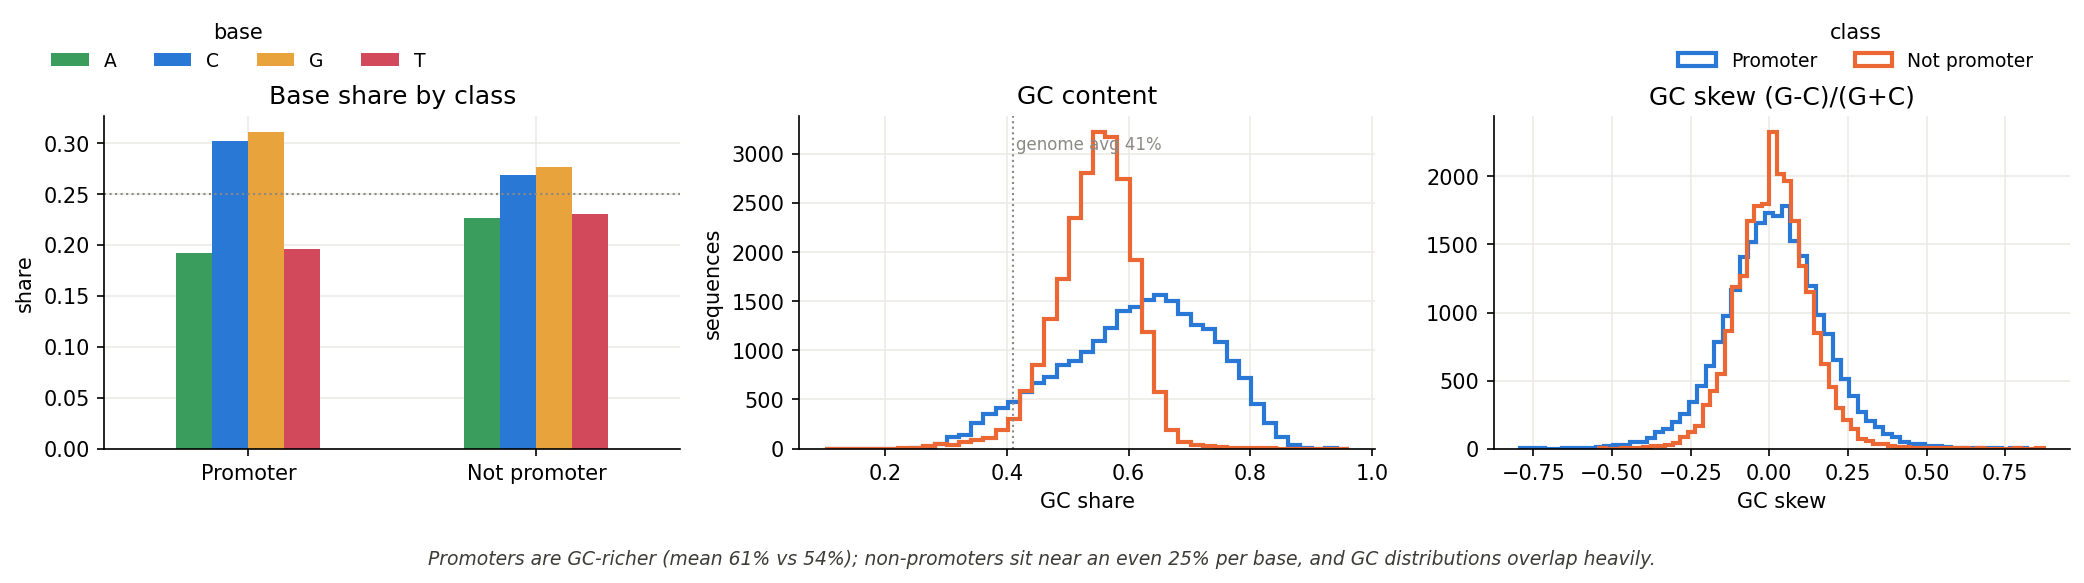 base
A C G T
class
Promoter Not promoter
Base share by class
share
0.30
0.25
0.20
0.15
0.10
0.05
0.00
Promoter Not promoter
GC content
genome avg 41%
sequences
3000
2500
2000
1500
1000
500
0
0.2 0.4 0.6 0.8 1.0
GC share
GC skew (G-C)/(G+C)
2000
1500
1000
500
0
−0.75 −0.50 −0.25 0.00 0.25 0.50 0.75
GC skew
Promoters are GC-richer (mean 61% vs 54%); non-promoters sit near an even 25% per base, and GC distributions overlap heavily.